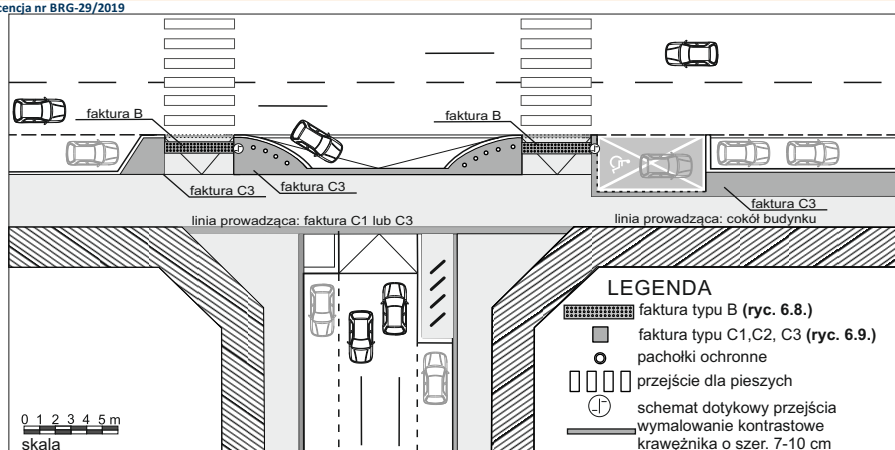 cencja nr BRG-29/2019
faktura B
faktura B
faktura C3
faktura C3
faktura C3
linia prowadząca: faktura C1 lub C3
linia prowadząca: cokół budynku
LEGENDA
faktura typu B (ryc. 6.8.)
faktura typu C1,C2, C3 (ryc. 6.9.)
pachołki ochronne
przejście dla pieszych
schemat dotykowy przejścia
wymalowanie kontrastowe
krawężnika o szer. 7-10 cm
0 1 2 3 4 5 m
skala